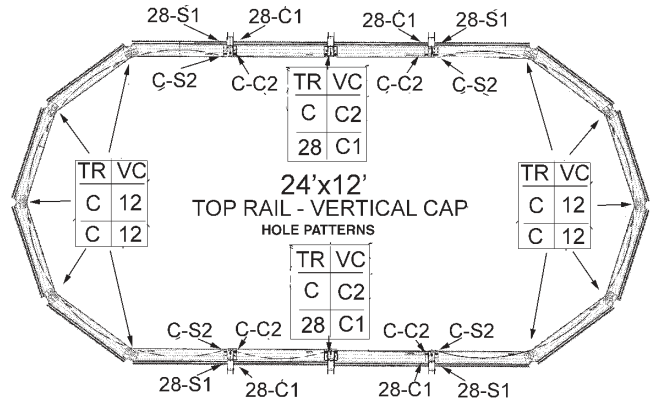 28-S1 28-C1 28-C1 28-S1
C-S2 C-C2 C-C2 C-S2
TR VC
C C2
28 C1
TR VC
C 12
C 12
24'x12'
TOP RAIL - VERTICAL CAP
HOLE PATTERNS
TR VC
C 12
C 12
TR VC
C C2
28 C1
C-S2 C-C2 C-C2 C-S2
28-S1 28-C1 28-C1 28-S1